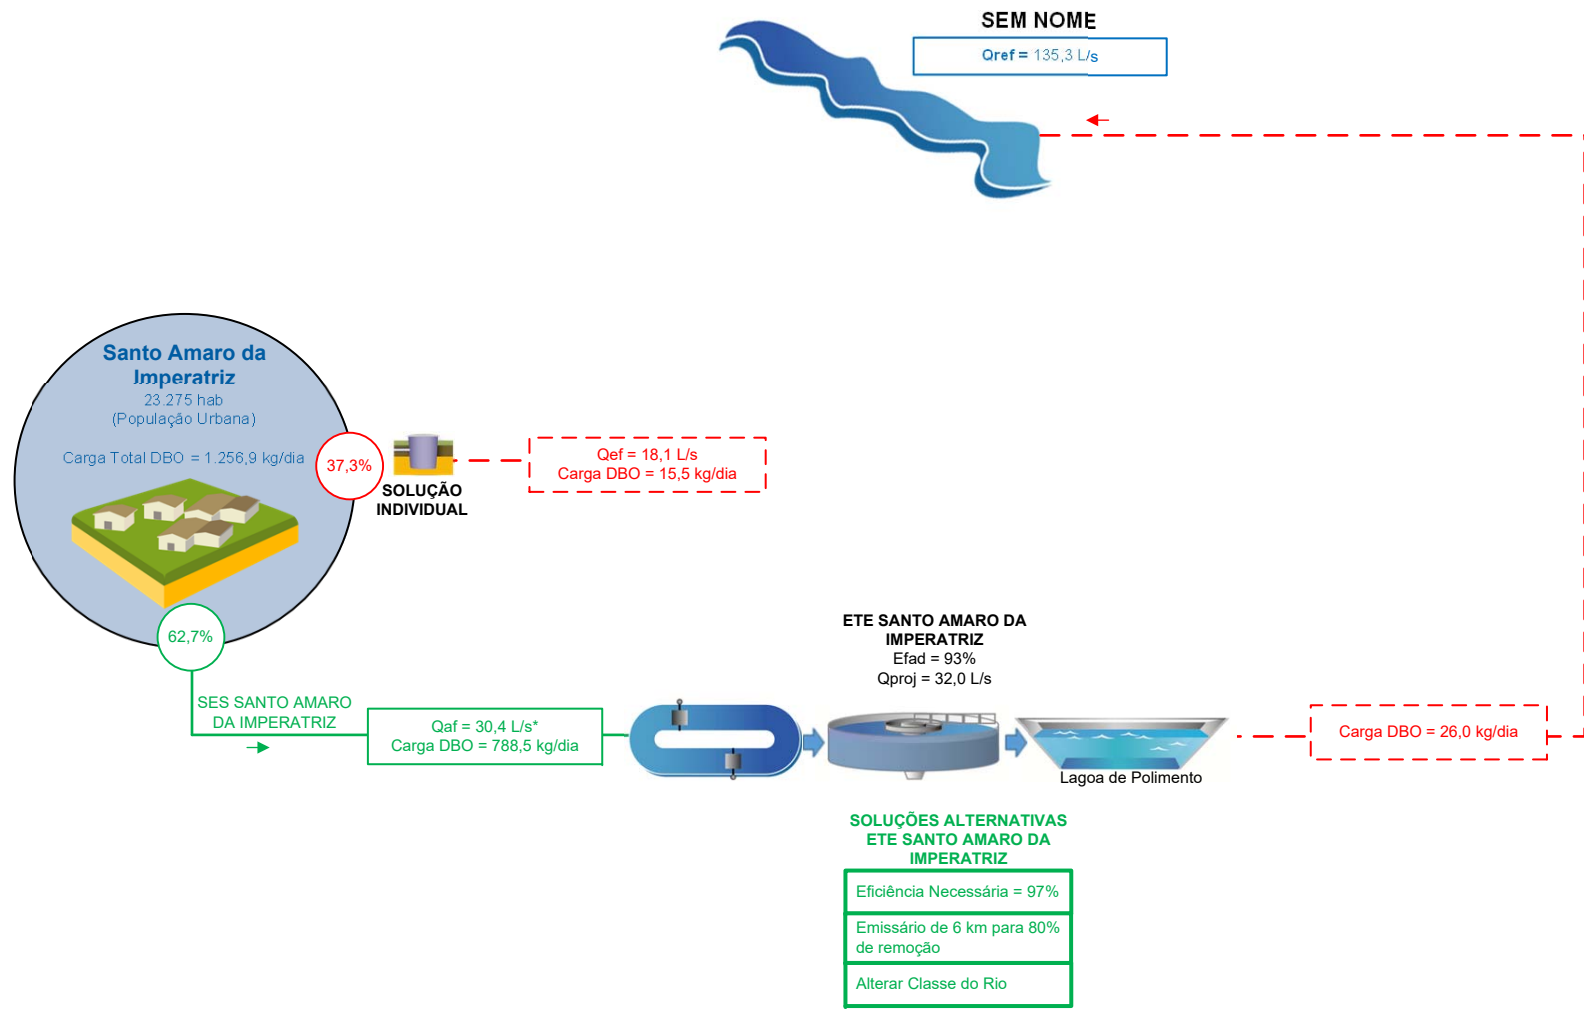 SEM NOME
Qref = 135,3 L/s
Santo Amaro da
Imperatriz
23.275 hab
(População Urbana)
Carga Total DBO = 1.256,9 kg/dia
37,3%
SOLUÇÃO
INDIVIDUAL
Qef = 18,1 L/s
Carga DBO = 15,5 kg/dia
62,7%
SES SANTO AMARO
DA IMPERATRIZ
Qaf = 30,4 L/s*
Carga DBO = 788,5 kg/dia
ETE SANTO AMARO DA
IMPERATRIZ
Efad = 93%
Qproj = 32,0 L/s
Lagoa de Polimento
Carga DBO = 26,0 kg/dia
SOLUÇÕES ALTERNATIVAS
ETE SANTO AMARO DA
IMPERATRIZ
Eficiência Necessária = 97%
Emissário de 6 km para 80%
de remoção
Alterar Classe do Rio